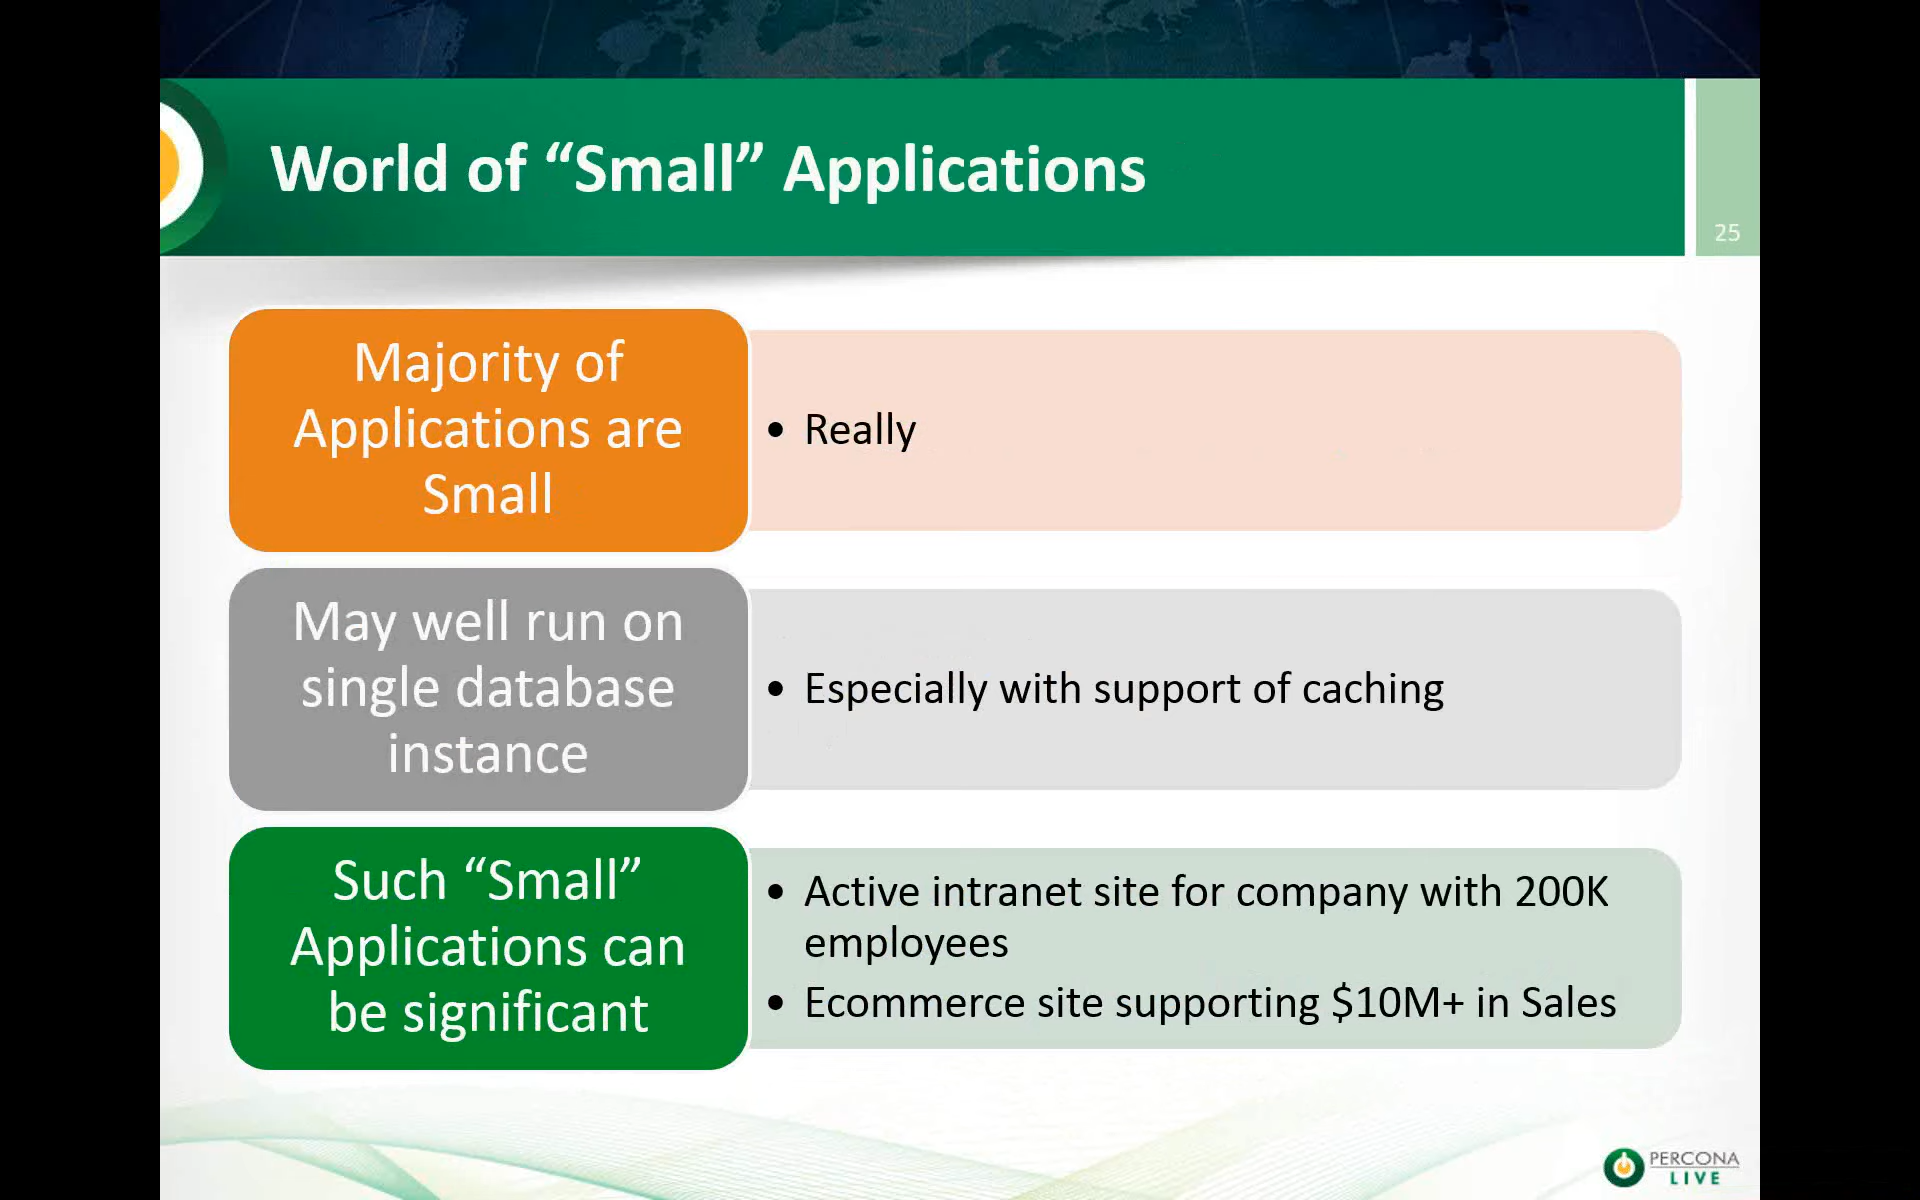 World of “Small” Applications
25
Majority of
Applications are
Small
• Really
May well run on
single database
instance
• Especially with support of caching
Such “Small”
Applications can
be significant
• Active intranet site for company with 200K
employees
• Ecommerce site supporting $10M+ in Sales
PERCONA
LIVE